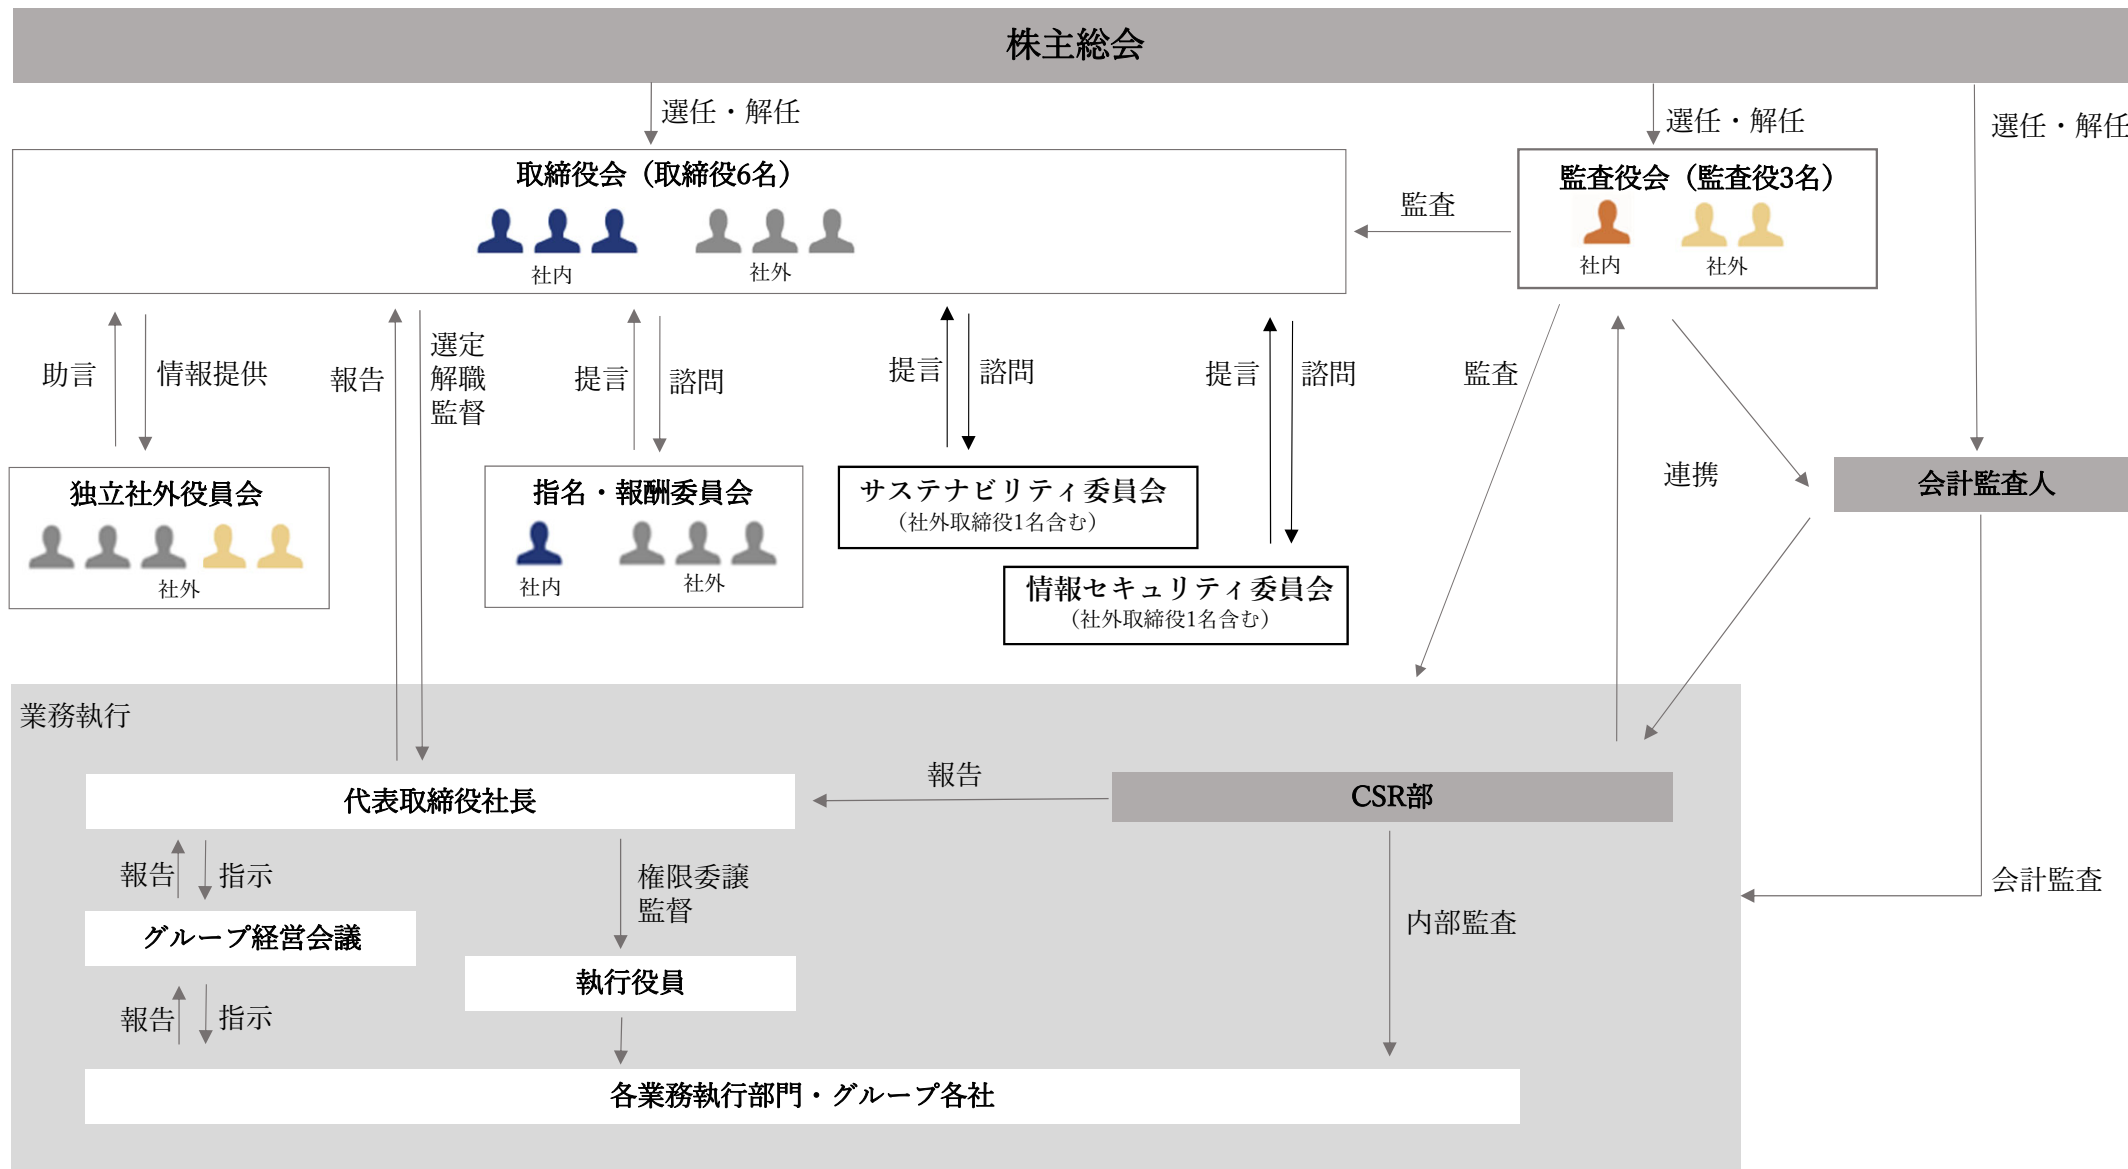 株主総会
選任・解任
選任・解任
選任・解任
取締役会（取締役6名）
社内
社外
監査
監査役会（監査役3名）
社内
社外
助言
情報提供
報告
選定
解職
監督
提言
諮問
提言
諮問
提言
諮問
監査
連携
独立社外役員会
社外
指名・報酬委員会
社内
社外
サステナビリティ委員会
（社外取締役1名含む）
情報セキュリティ委員会
（社外取締役1名含む）
会計監査人
業務執行
代表取締役社長
報告
CSR部
報告
指示
権限委譲
監督
内部監査
会計監査
グループ経営会議
執行役員
報告
指示
各業務執行部門・グループ各社